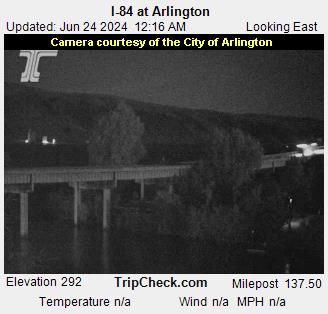 I-84 at Arlington
Updated: Jun 24 2024 12:16 AM Looking East
Camera courtesy of the City of Arlington
Elevation 292 TripCheck.com Milepost 137.50
Temperature n/a Wind n/a MPH n/a